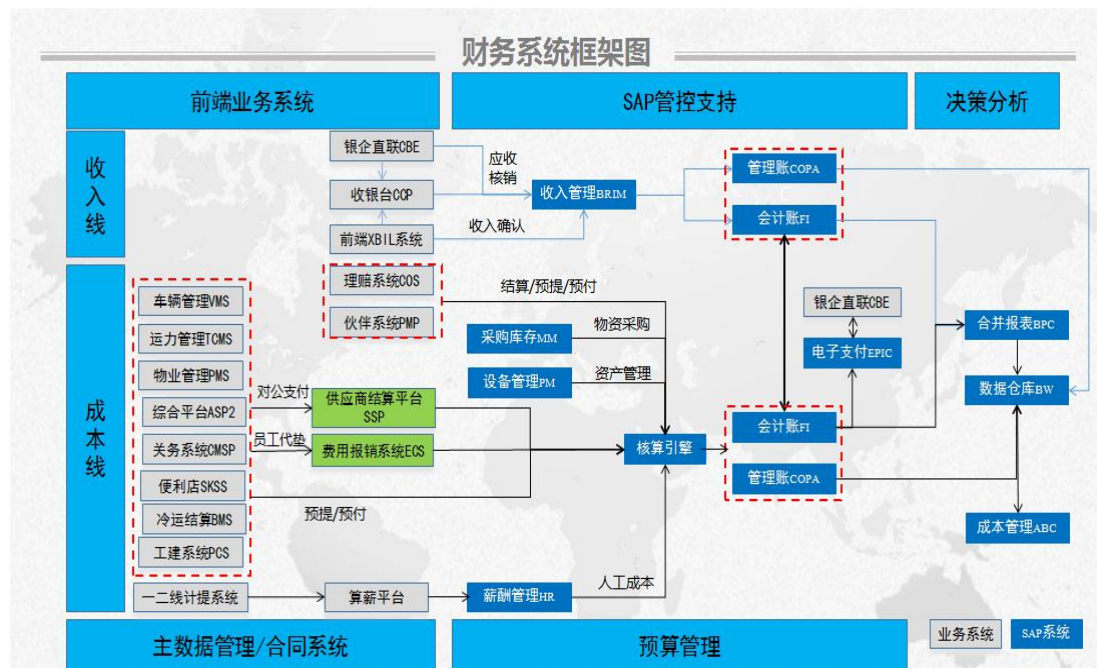 财务系统框架图
前端业务系统
SAP管控支持
决策分析
收入线
银企直联CBE
收银台CCP
前端XBIL系统
应收
核销
收入确认
收入管理BRIM
管理账COPA
会计账FI
成本线
车辆管理VMS
运力管理TCMS
物业管理PMS
综合平台ASP2
关务系统CMSP
便利店SKSS
冷运结算BMS
工建系统PCS
理赔系统COS
伙伴系统PMP
结算/预提/预付
采购库存MM
物资采购
设备管理PM
资产管理
对公支付
供应商结算平台
SSP
员工代垫
费用报销系统ECS
预提/预付
核算引擎
银企直联CBE
电子支付EPIC
会计账FI
管理账COPA
合并报表BPC
数据仓库BW
成本管理ABC
一二线计提系统
算薪平台
薪酬管理HR
人工成本
主数据管理/合同系统
预算管理
业务系统
SAP系统